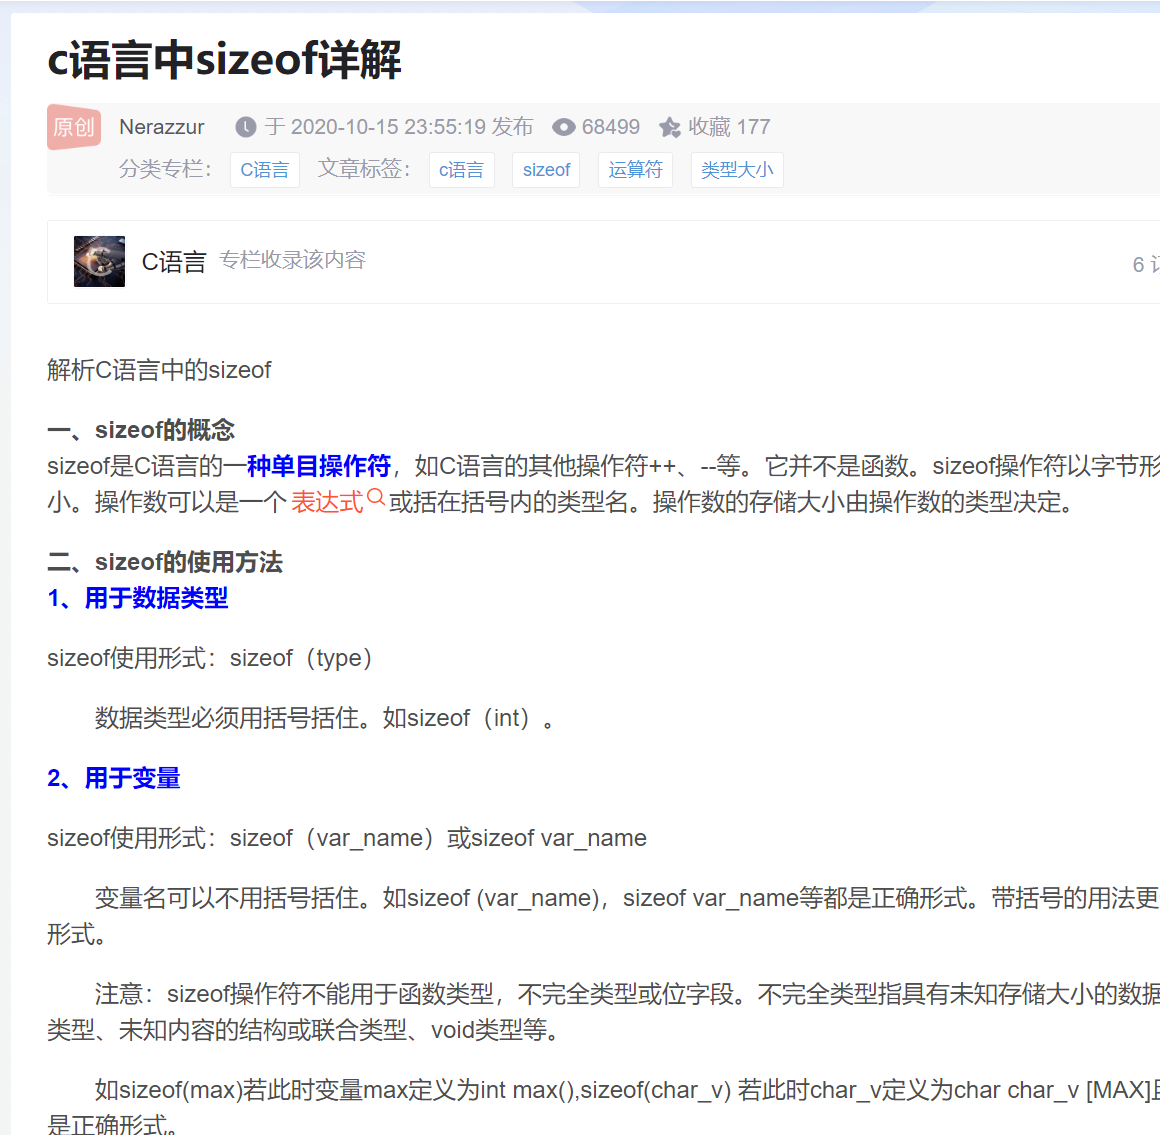 c语言中sizeof详解
原创 Nerazzur 于 2020-10-15 23:55:19 发布 68499 收藏 177
分类专栏： C语言 文章标签： c语言 sizeof 运算符 类型大小
C语言 专栏收录该内容 6
解析C语言中的sizeof
一、sizeof的概念
sizeof是C语言的一种单目操作符，如C语言的其他操作符++、--等。它并不是函数。sizeof操作符以字节形
小。操作数可以是一个表达式或括在括号内的类型名。操作数的存储大小由操作数的类型决定。
二、sizeof的使用方法
1、用于数据类型
sizeof使用形式：sizeof（type）
数据类型必须用括号括住。如sizeof（int）。
2、用于变量
sizeof使用形式：sizeof（var_name）或sizeof var_name
变量名可以不用括号括住。如sizeof (var_name)，sizeof var_name等都是正确形式。带括号的用法更
形式。
注意：sizeof操作符不能用于函数类型，不完全类型或位字段。不完全类型指具有未知存储大小的数据
类型、未知内容的结构或联合类型、void类型等。
如sizeof(max)若此时变量max定义为int max(),sizeof(char_v) 若此时char_v定义为char char_v [MAX]且
是正确形式。